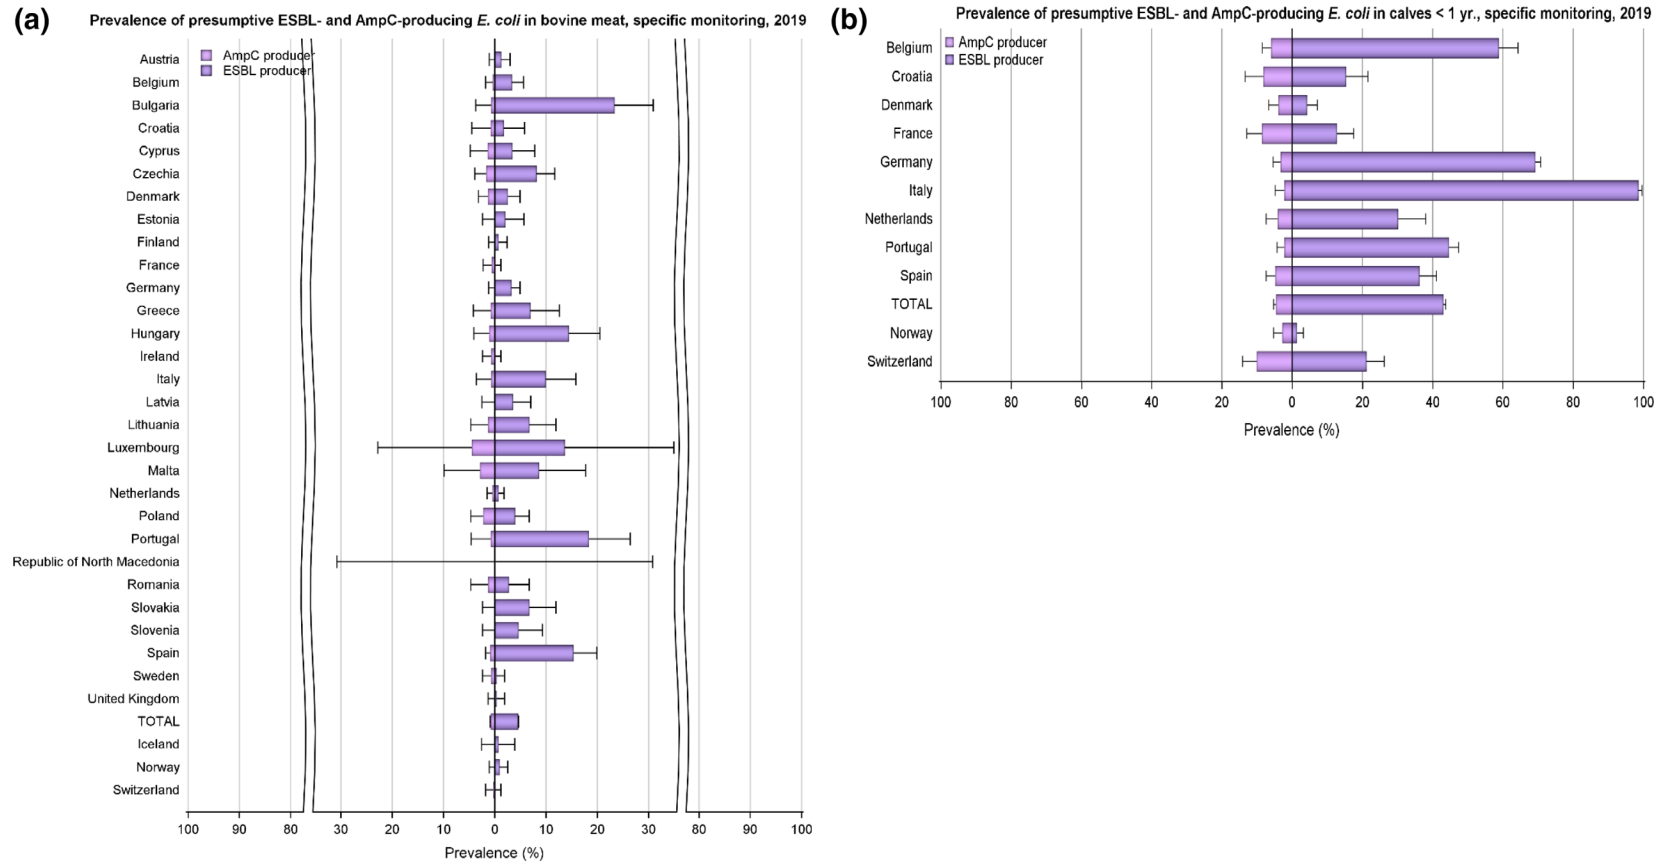 (a)
Prevalence of presumptive ESBL- and AmpC-producing E. coli in bovine meat, specific monitoring, 2019
AmpC producer
ESBL producer
Austria
Belgium
Bulgaria
Croatia
Cyprus
Czechia
Denmark
Estonia
Finland
France
Germany
Greece
Hungary
Ireland
Italy
Latvia
Lithuania
Luxembourg
Malta
Netherlands
Poland
Portugal
Republic of North Macedonia
Romania
Slovakia
Slovenia
Spain
Sweden
United Kingdom
TOTAL
Iceland
Norway
Switzerland
100 90 80 30 20 10 0 10 20 30 80 90 100
Prevalence (%)
(b)
Prevalence of presumptive ESBL- and AmpC-producing E. coli in calves < 1 yr., specific monitoring, 2019
AmpC producer
ESBL producer
Belgium
Croatia
Denmark
France
Germany
Italy
Netherlands
Portugal
Spain
TOTAL
Norway
Switzerland
100 80 60 40 20 0 20 40 60 80 100
Prevalence (%)